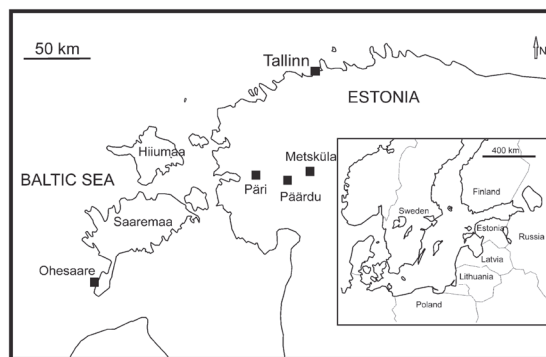 50 km
N
Tallinn
ESTONIA
Hiiumaa
Metsküla
BALTIC SEA
Päri
Päärdu
Saaremaa
Ohesaare
400 km
Finland
Sweden
Estonia
Russia
Latvia
Lithuania
Poland